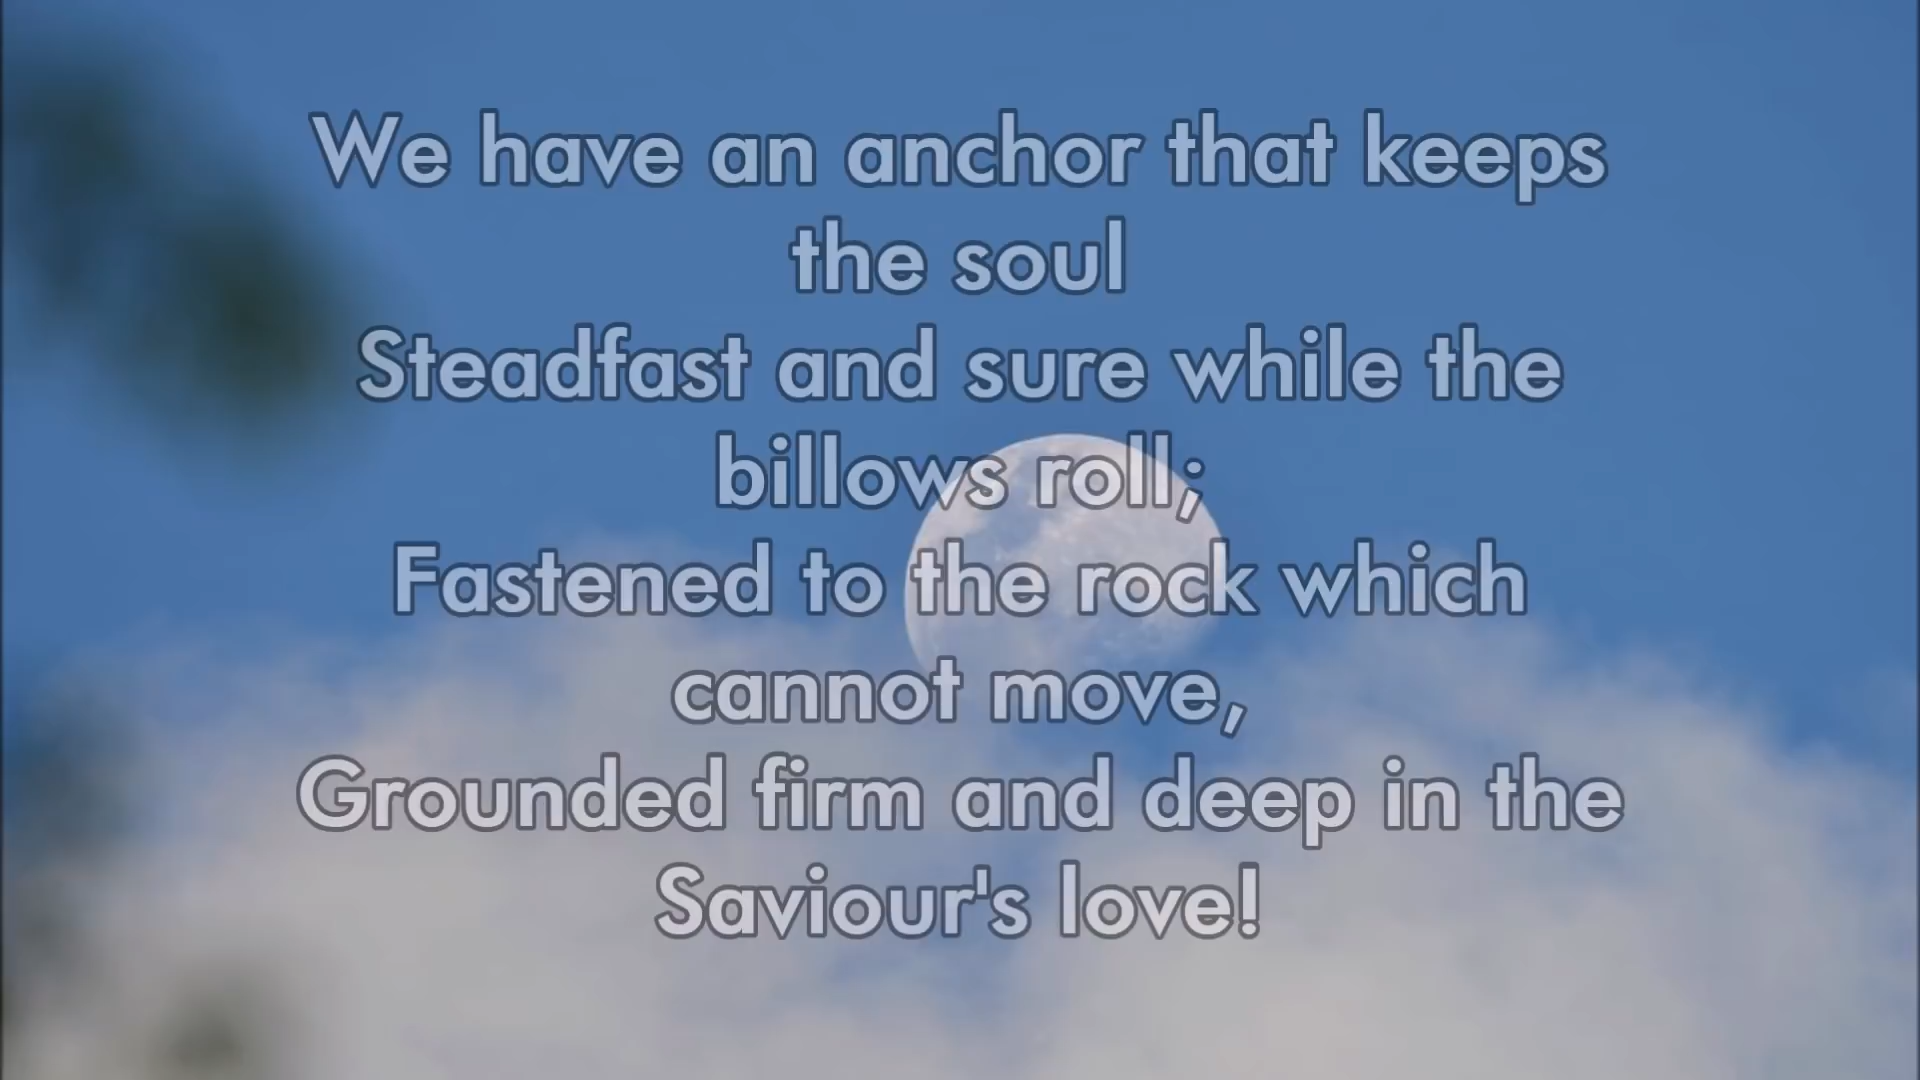 We have an anchor that keeps
the soul
Steadfast and sure while the
billows roll;
Fastened to the rock which
cannot move,
Grounded firm and deep in the
Saviour's love!